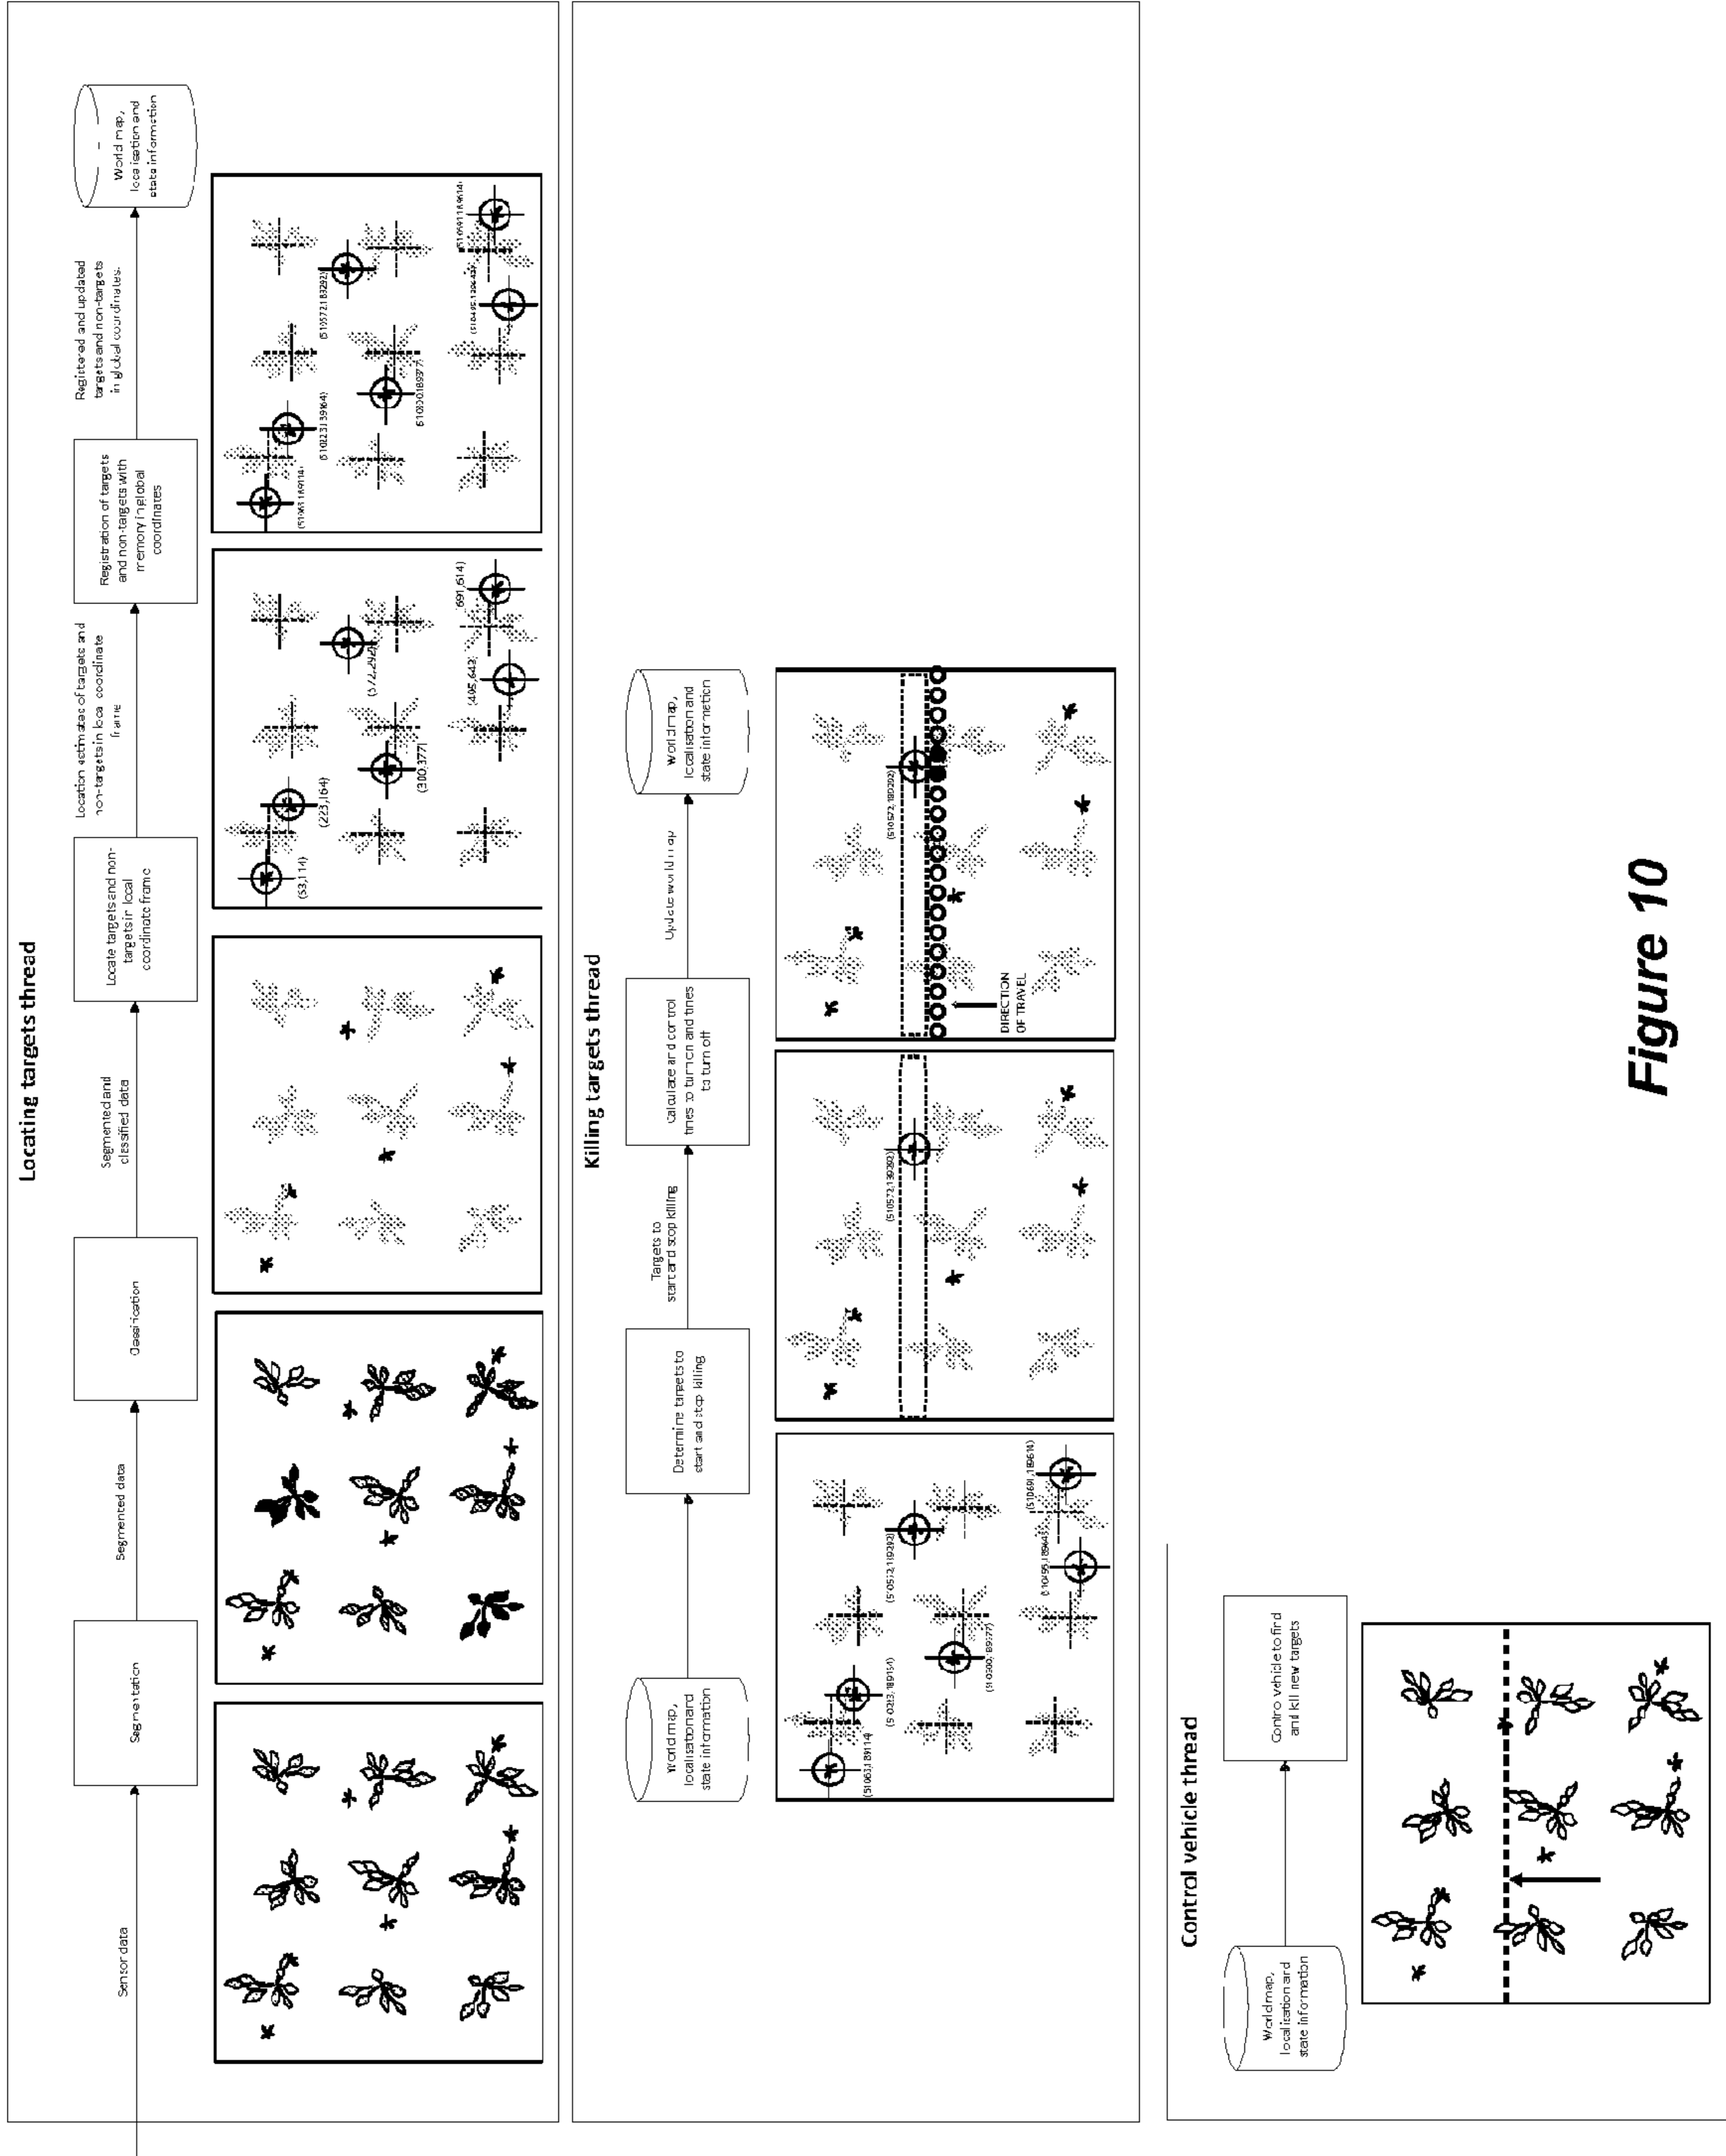 Locating targets thread
Sensor data
Segmentation
Segmented data
Classification
Segmented and
classified data
Locate targets and non-
targets in local
coordinate frame
Location estimates of targets and
non-targets in local coordinate
frame
Registration of targets
and non-targets with
memory in global
coordinates
Registered and updated
targets and non-targets
in global coordinates.
World map,
localisation and
state information
(53,114)
(223,164)
(300,377)
(572,292)
(495,642)
691,614)
Killing targets thread
World map,
localisation and
state information
Determine targets to
start and stop killing
Targets to
start and stop killing
Calculate and control
tines to turn on and tines
to turn off
Update world map
World map,
localisation and
state information
DIRECTION
OF TRAVEL
Control vehicle thread
World map,
localisation and
state information
Control vehicle to find
and kill new targets
Figure 10